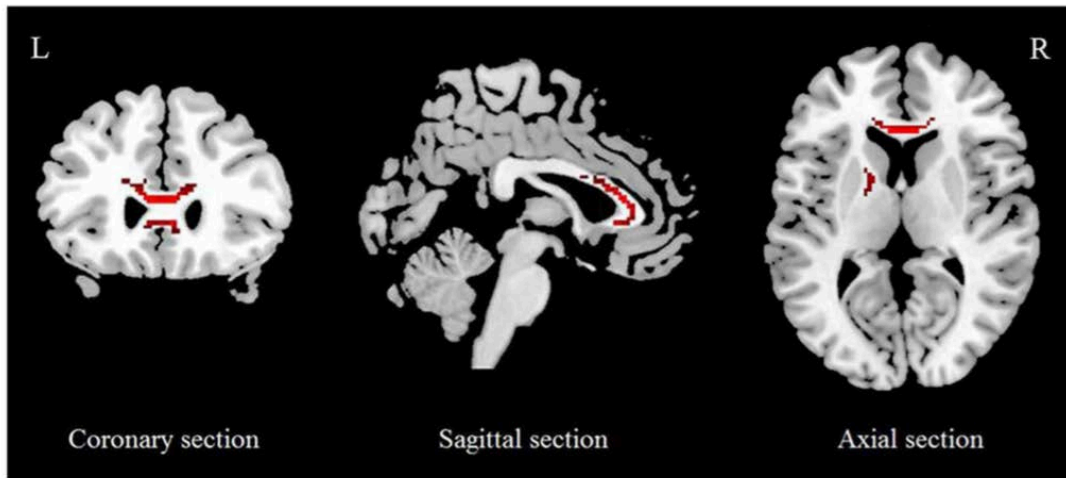 L
R
Coronary section
Sagittal section
Axial section